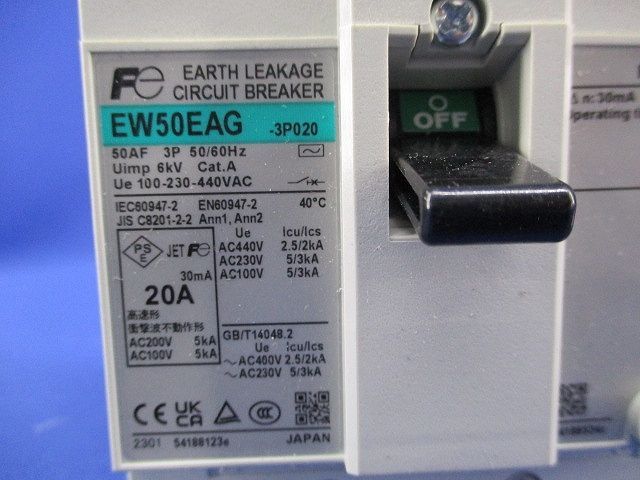 Fe EARTH LEAKAGE
CIRCUIT BREAKER
EW50EAG -3P020
50AF 3P 50/60Hz
Uimp 6kV Cat.A
Ue 100-230-440VAC
IEC60947-2 EN60947-2 40°C
JIS C8201-2-2 Ann1, Ann2
Ue Icu/Ics
AC440V 2.5/2kA
AC230V 5/3kA
AC100V 5/3kA
PS E JET Fe
30mA
20A
高速形
衝撃波不動作形
AC200V 5kA
AC100V 5kA
GB/T14048.2
Ue Icu/Ics
~AC400V 2.5/2kA
~AC230V 5/3kA
CE UK CA CCC
2301 54188123e JAPAN
OFF
n:30mA
perating